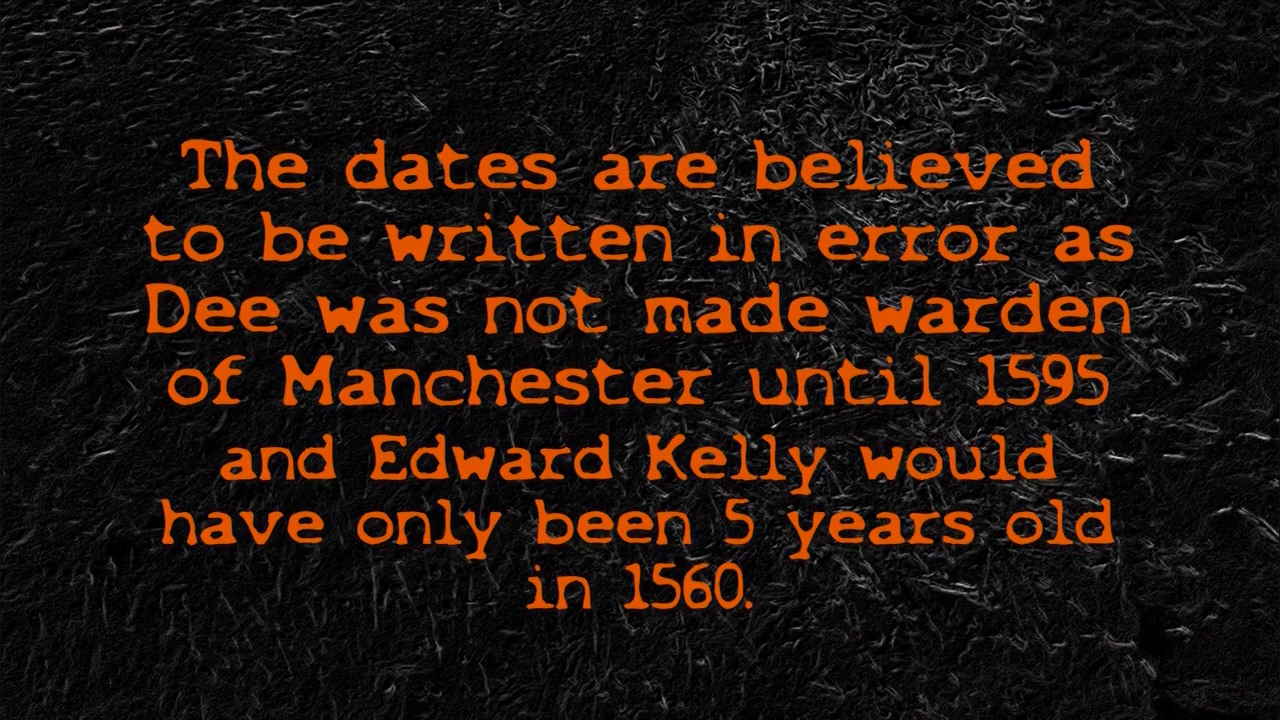 The dates are believed
to be written in error as
Dee was not made warden
of Manchester until 1595
and Edward Kelly would
have only been 5 years old
in 1560.